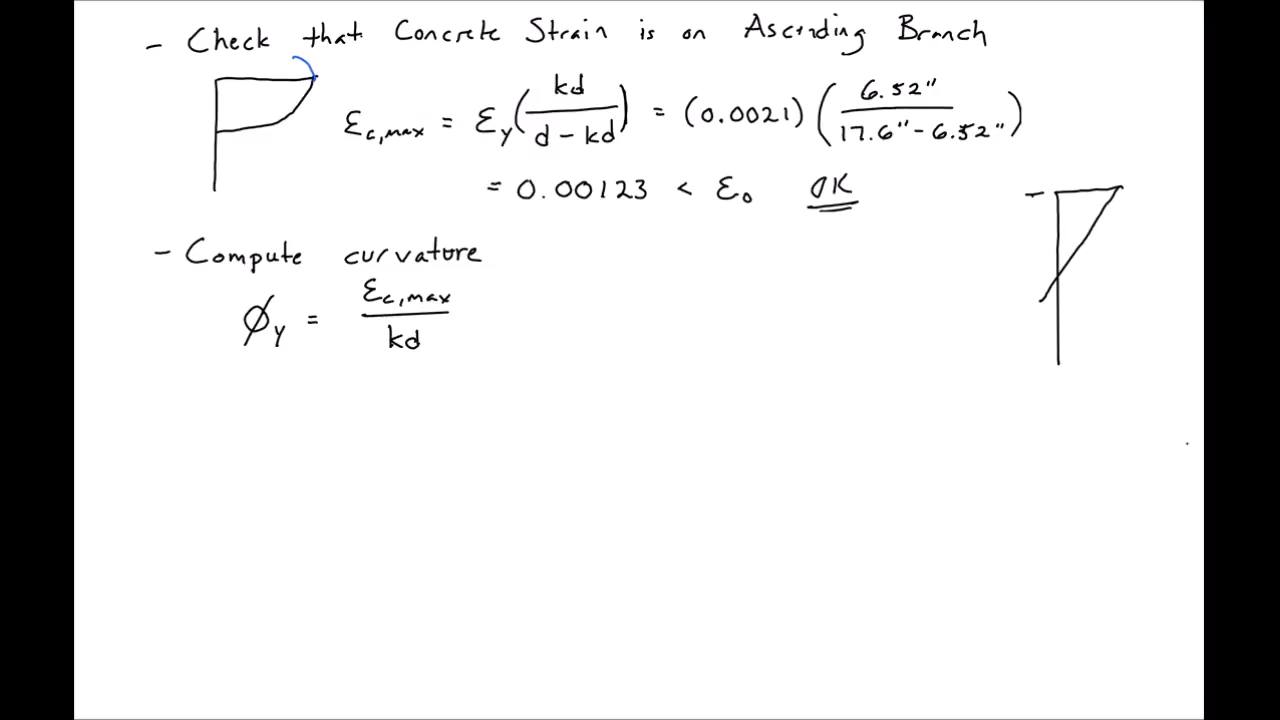 - Check that Concrete Strain is on Ascending Branch
εc,max = εy (kd / (d - kd)) = (0.0021) (6.52" / (17.6" - 6.52"))
= 0.00123 < ε₀ OK
- Compute curvature
φy = εc,max / kd